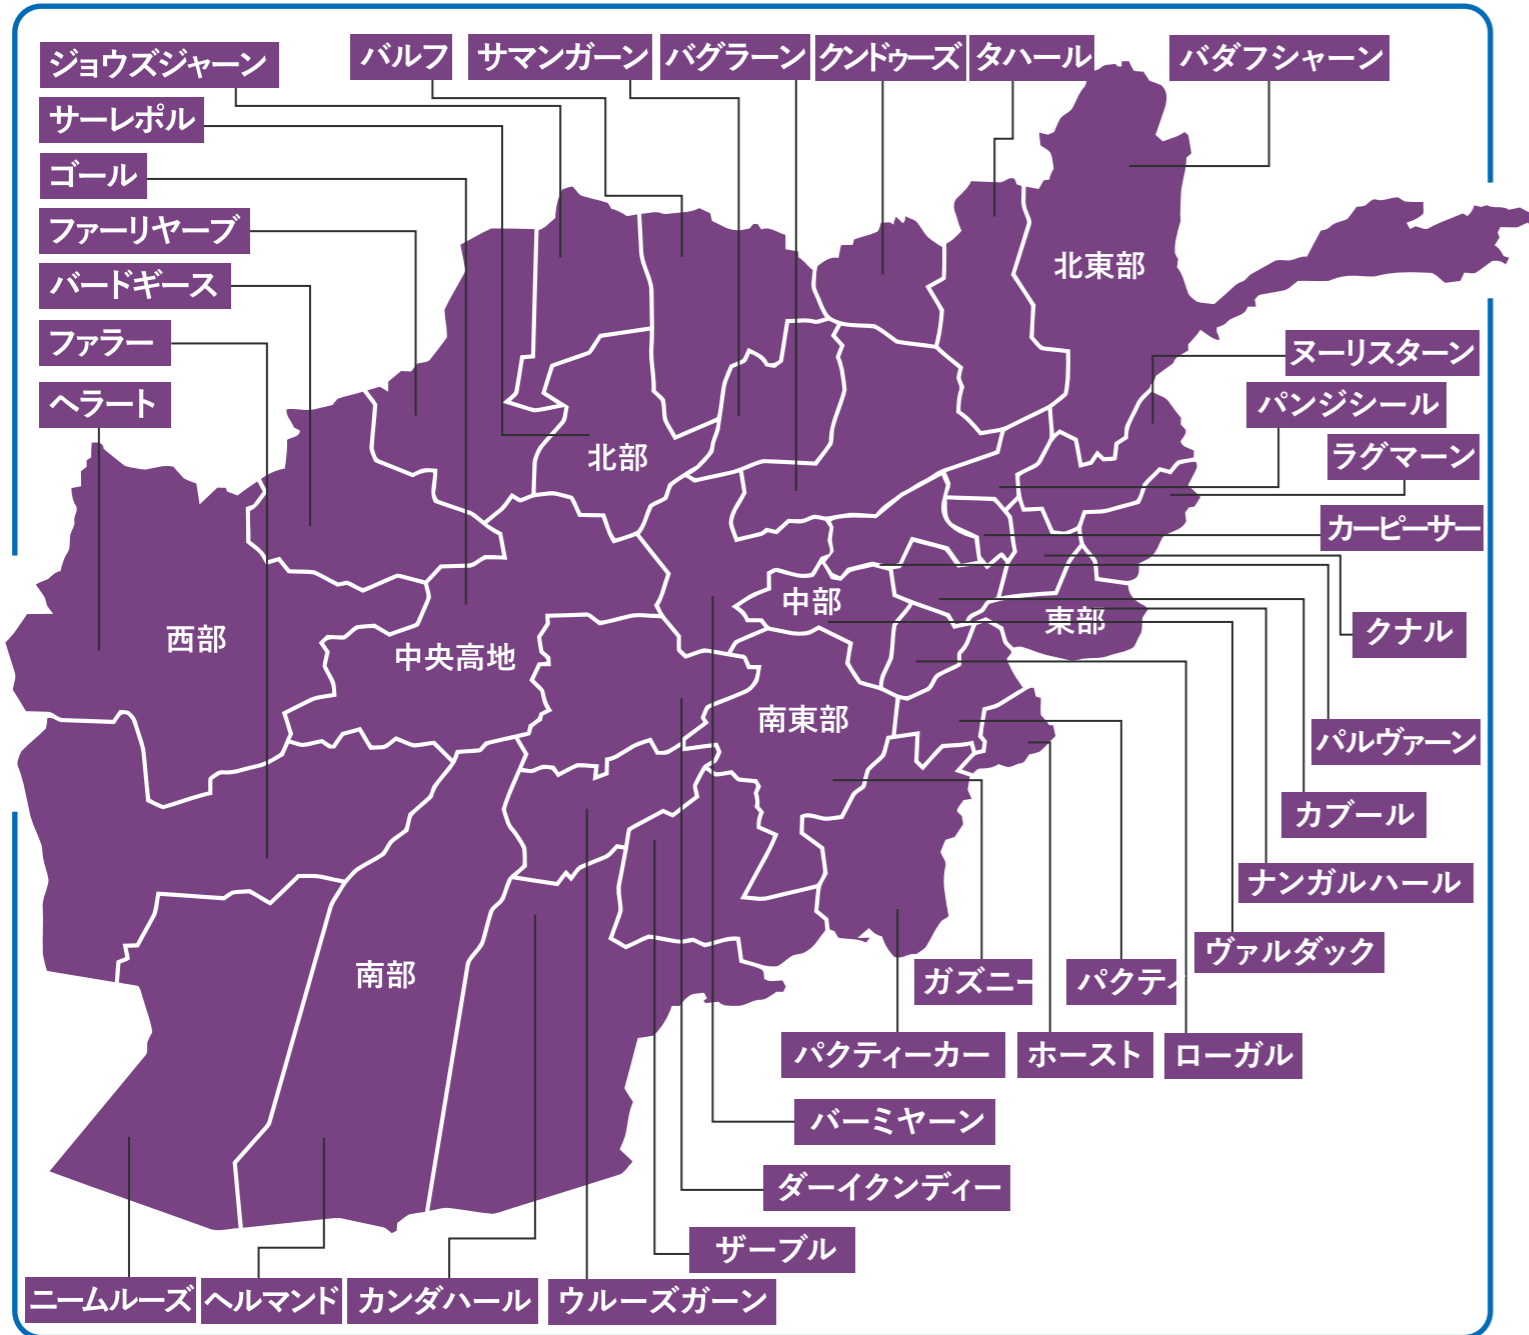 ジョウズジャーン
バルフ
サマンガーン
バグラーン
クンドゥーズ
タハール
バダフシャーン
サーレポル
ゴール
ファーリヤーブ
バードギース
ファラー
ヘラート
北東部
ヌーリスターン
パンジシール
ラグマーン
カーピーサー
クナル
北部
中部
東部
西部
中央高地
南東部
南部
パルヴァーン
カブール
ナンガルハール
ヴァルダック
ガズニー
パクティ
パクティーカー
ホースト
ローガル
バーミヤーン
ダーイクンディー
ザーブル
ニームルーズ
ヘルマンド
カンダハール
ウルーズガーン